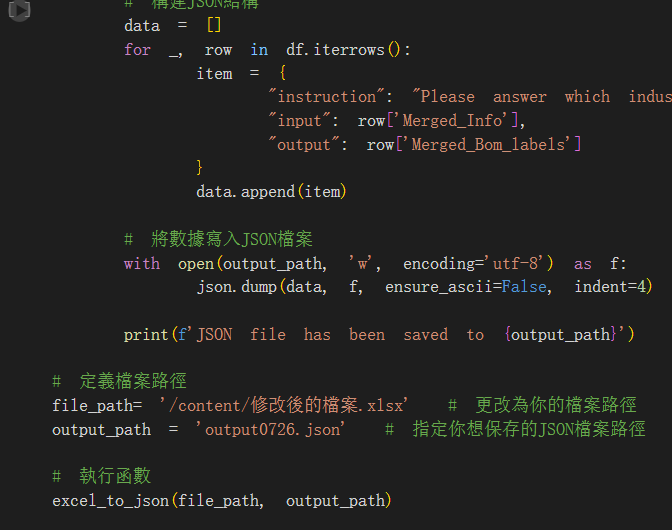 # 構建JSON結構
data = []
for _, row in df.iterrows():
item = {
"instruction": "Please answer which indus
"input": row['Merged_Info'],
"output": row['Merged_Bom_labels']
}
data.append(item)
# 將數據寫入JSON檔案
with open(output_path, 'w', encoding='utf-8') as f:
json.dump(data, f, ensure_ascii=False, indent=4)
print(f'JSON file has been saved to {output_path}')
# 定義檔案路徑
file_path= '/content/修改後的檔案.xlsx' # 更改為你的檔案路徑
output_path = 'output0726.json' # 指定你想保存的JSON檔案路徑
# 執行函數
excel_to_json(file_path, output_path)